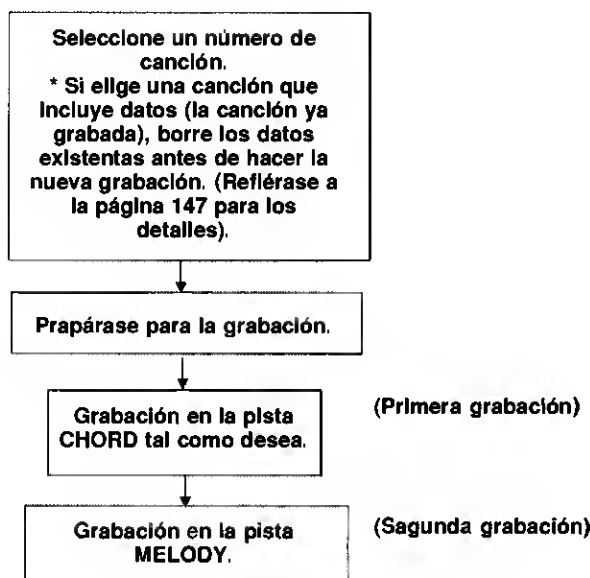 Seleccione un número de
canción.
* Si elige una canción que
Incluye datos (la canción ya
grabada), borre los datos
existentas antes de hacer la
nueva grabación. (Refiérase a
la página 147 para los
detalles).
Prapárase para la grabación.
Grabación en la pista
CHORD tal como desea.
(Primera grabación)
Grabación en la pista
MELODY.
(Sagunda grabación)